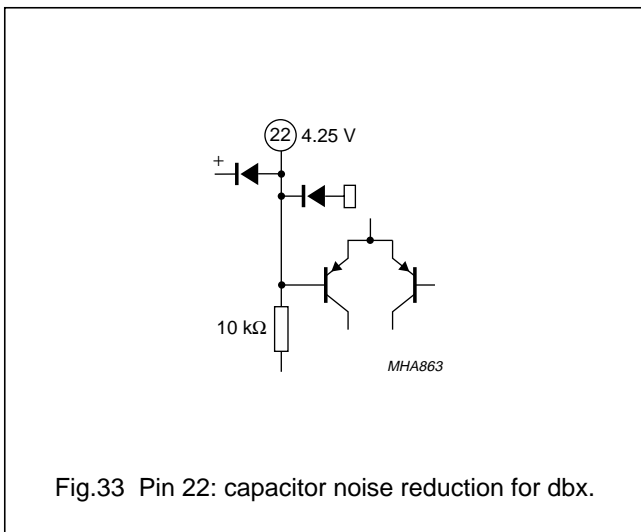 22 4.25 V
+
10 kΩ
MHA863
Fig.33 Pin 22: capacitor noise reduction for dbx.